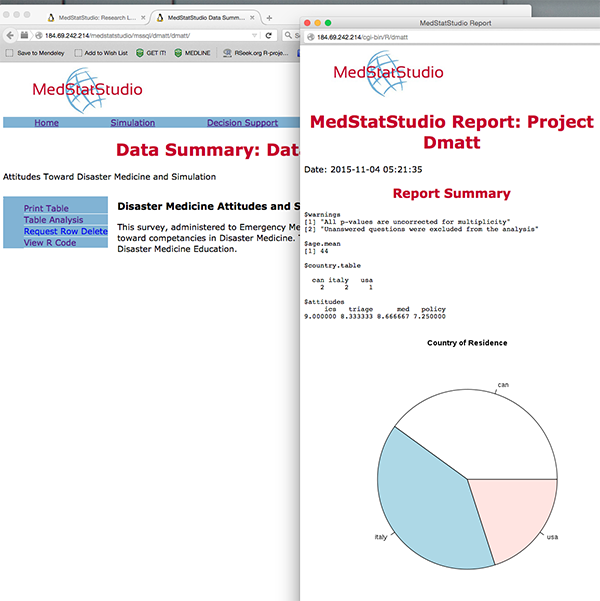 MedStatStudio: Research L...
MedStatStudio Data Summ...
184.69.242.214/medstatstudio/mssql/dmatt/dmatt/
Save to Mendeley
Add to Wish List
GET IT!
MEDLINE
RSeek.org R-projec...
MedStatStudio
Home
Simulation
Decision Support
Data Summary: Dat
Attitudes Toward Disaster Medicine and Simulation
Print Table
Table Analysis
Request Row Delete
View R Code
Disaster Medicine Attitudes and S
This survey, administered to Emergency Me
toward competancies in Disaster Medicine. T
Disaster Medicine Education.
MedStatStudio Report
184.69.242.214/cgi-bin/R/dmatt
MedStatStudio
MedStatStudio Report: Project
Dmatt
Date: 2015-11-04 05:21:35
Report Summary
$warnings
[1] "All p-values are uncorrected for multiplicity"
[2] "Unanswered questions were excluded from the analysis"
$age.mean
[1] 44
$country.table
can italy usa
2 2 1
$attitudes
ics triage med policy
9.000000 8.333333 8.666667 7.250000
Country of Residence
can
italy
usa